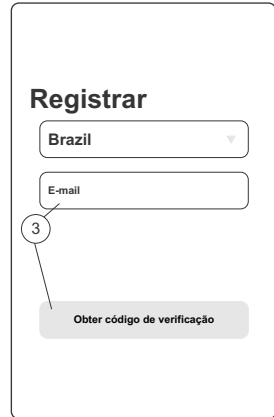 Registrar
Brazil
E-mail
3
Obter código de verificação